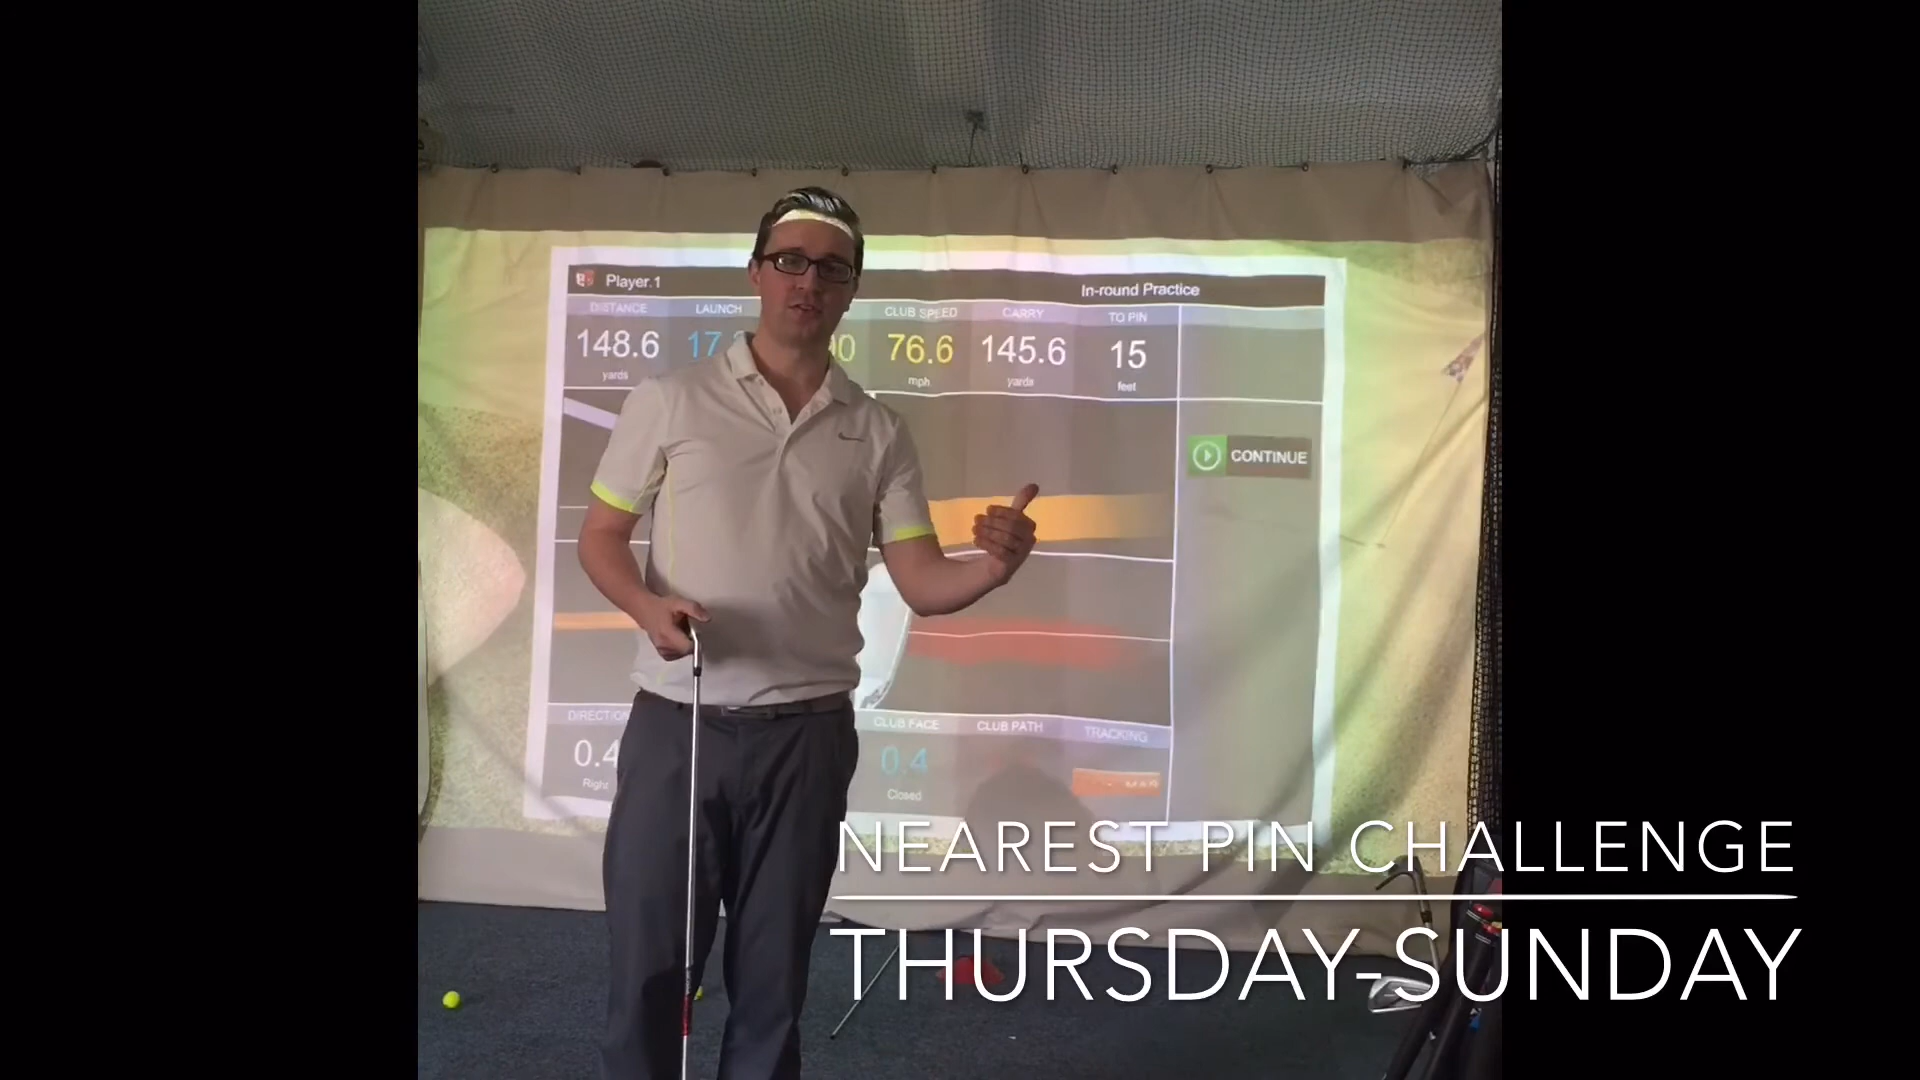 Player 1
In-round Practice
DISTANCE LAUNCH CLUB SPEED CARRY TO PIN
148.6 76.6 145.6 15
yards mph yards feet
CONTINUE
CLUB FACE CLUB PATH TRACKING
0.4 0.4
Right Closed
NEAREST PIN CHALLENGE
THURSDAY-SUNDAY